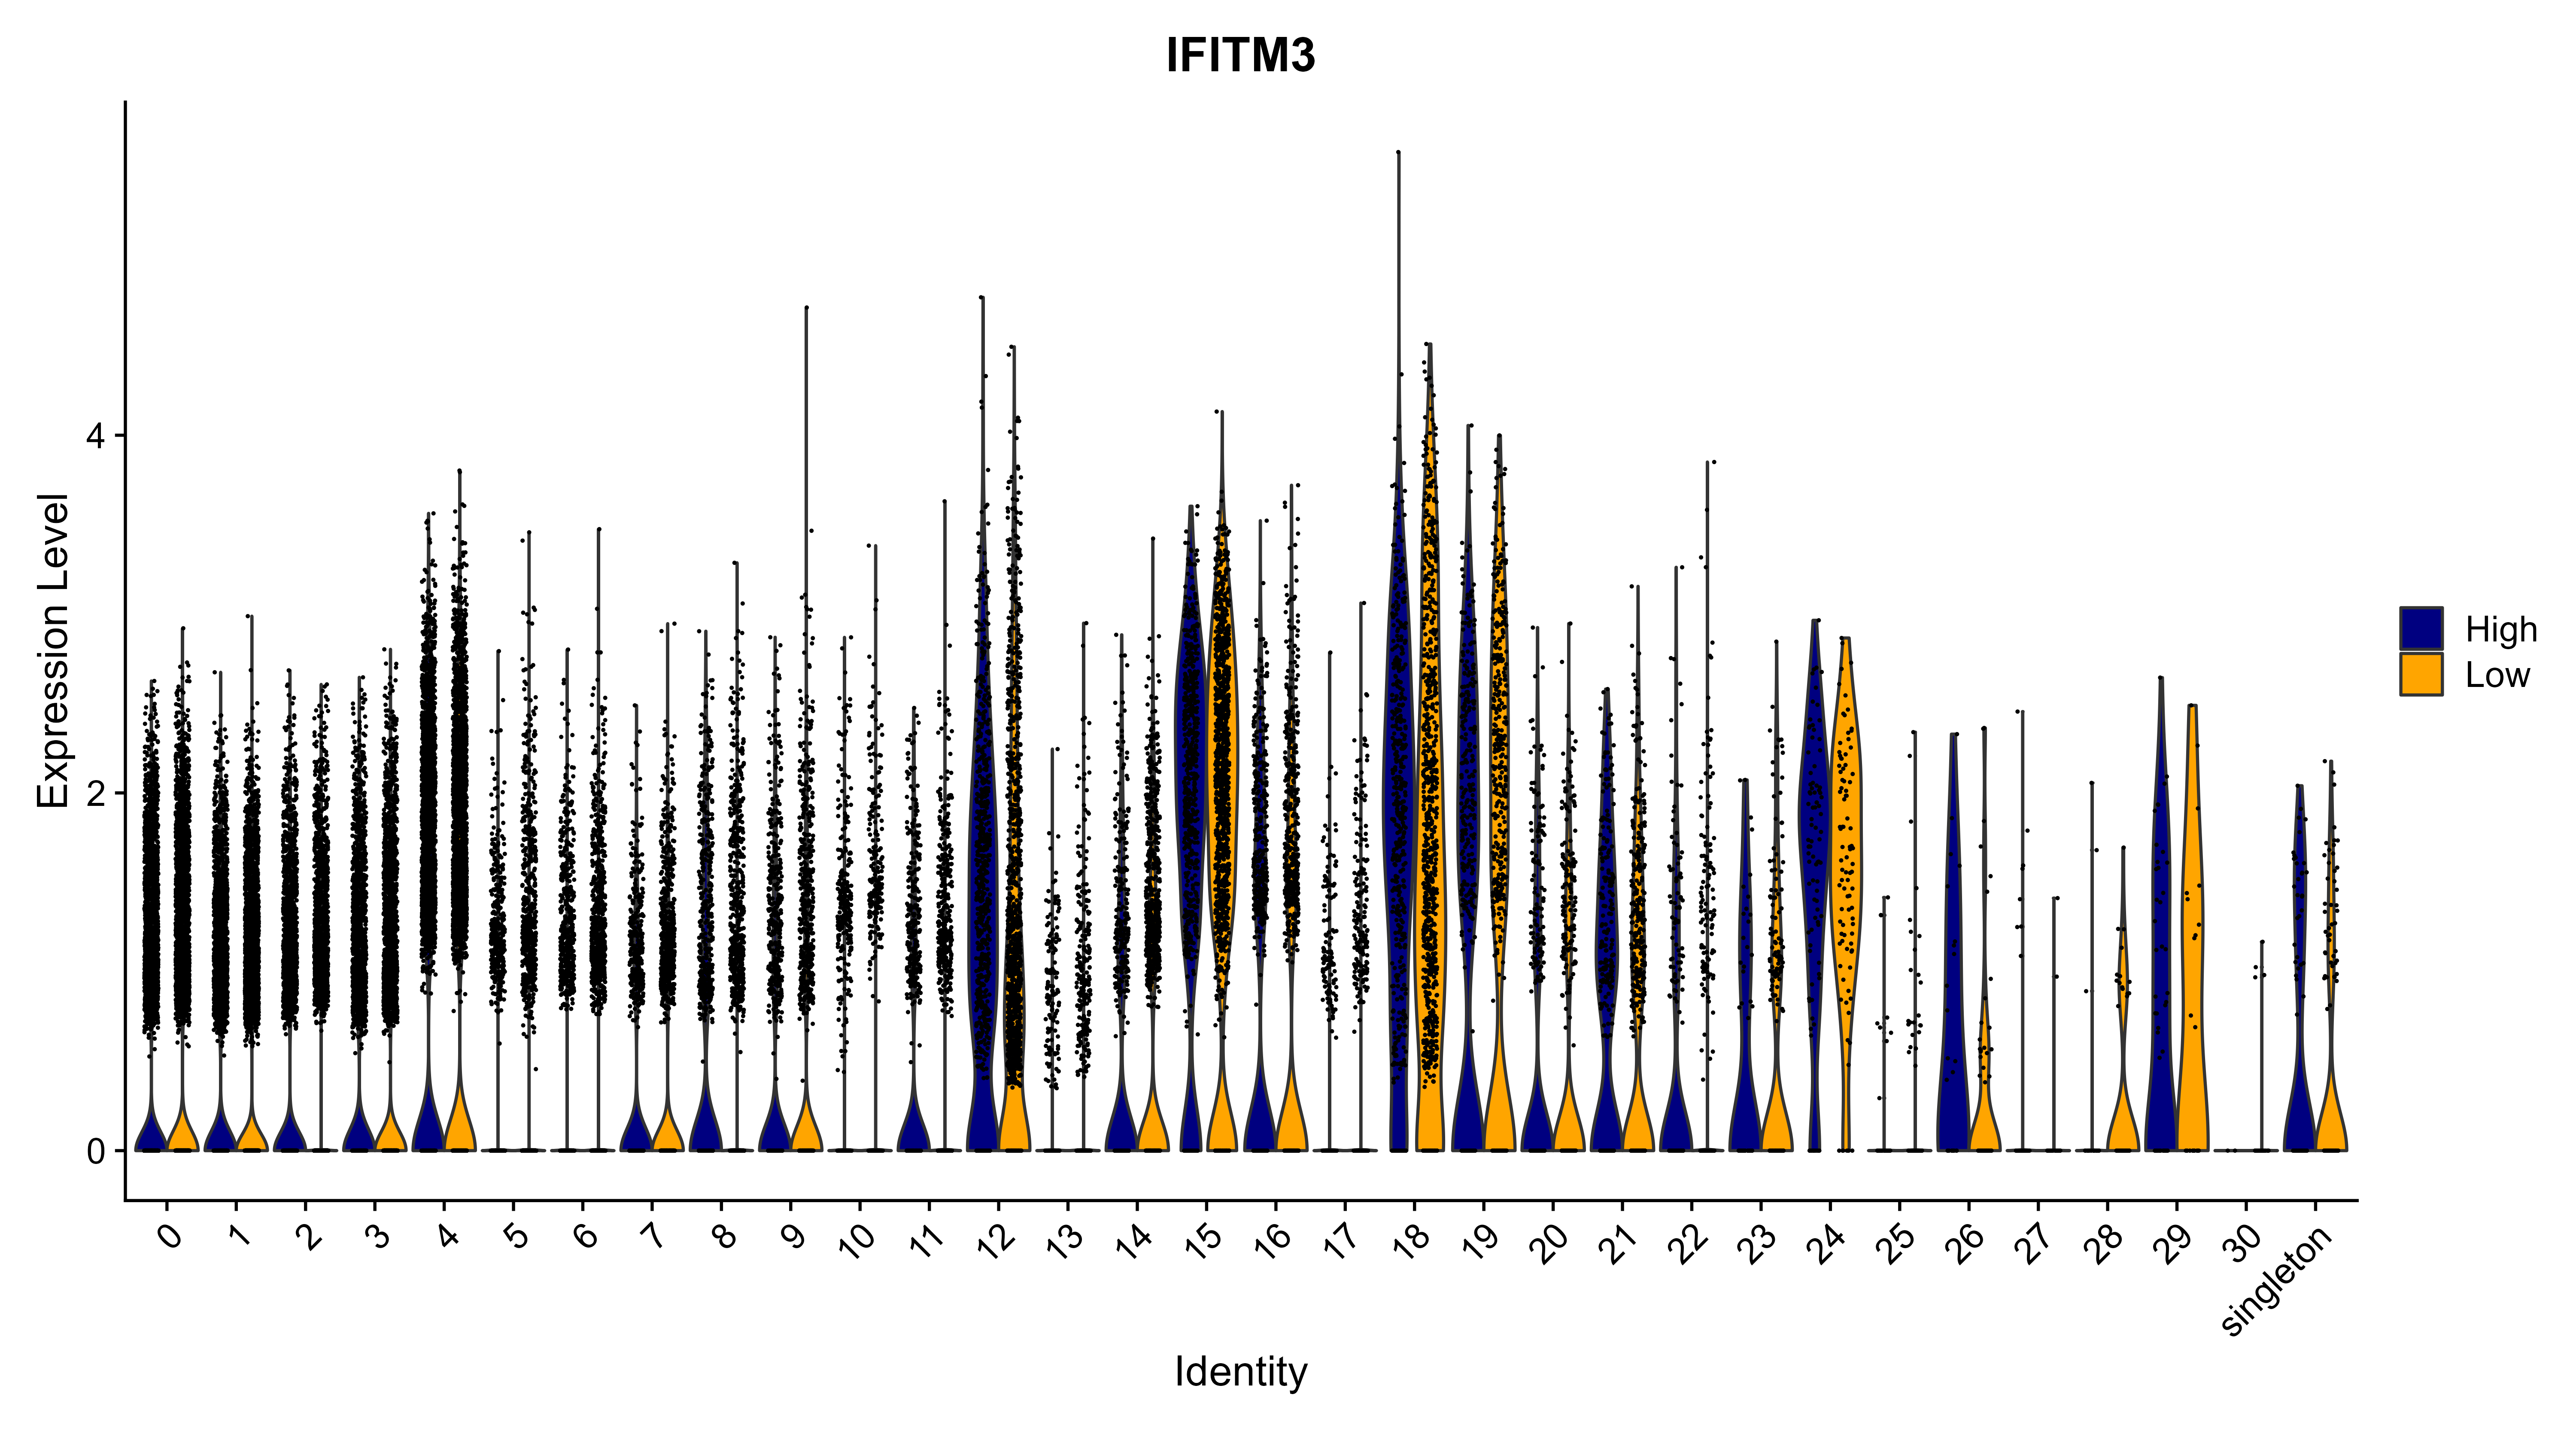 IFITM3
Expression Level
4
2
0
0 1 2 3 4 5 6 7 8 9 10 11 12 13 14 15 16 17 18 19 20 21 22 23 24 25 26 27 28 29 30 singleton
Identity
High
Low